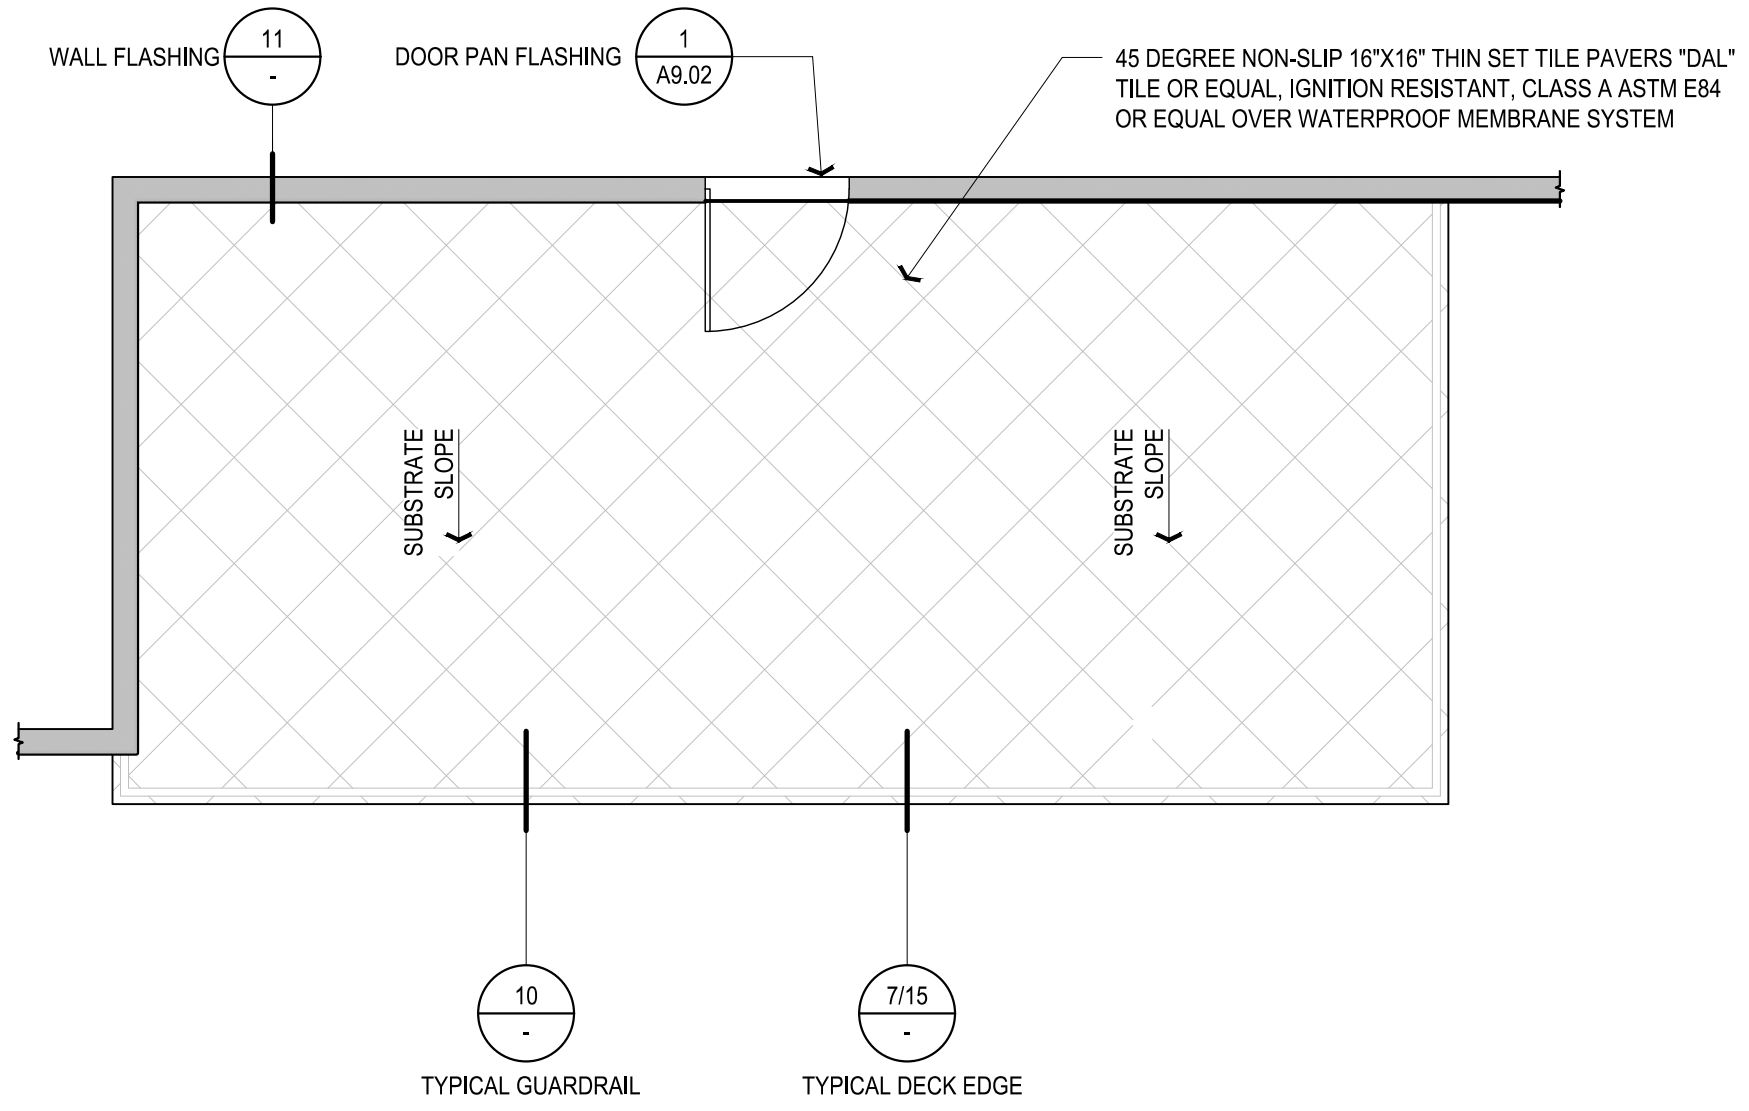 WALL FLASHING
11
-
DOOR PAN FLASHING
1
A9.02
45 DEGREE NON-SLIP 16"X16" THIN SET TILE PAVERS "DAL"
TILE OR EQUAL, IGNITION RESISTANT, CLASS A ASTM E84
OR EQUAL OVER WATERPROOF MEMBRANE SYSTEM
SUBSTRATE
SLOPE
SUBSTRATE
SLOPE
10
-
TYPICAL GUARDRAIL
7/15
-
TYPICAL DECK EDGE